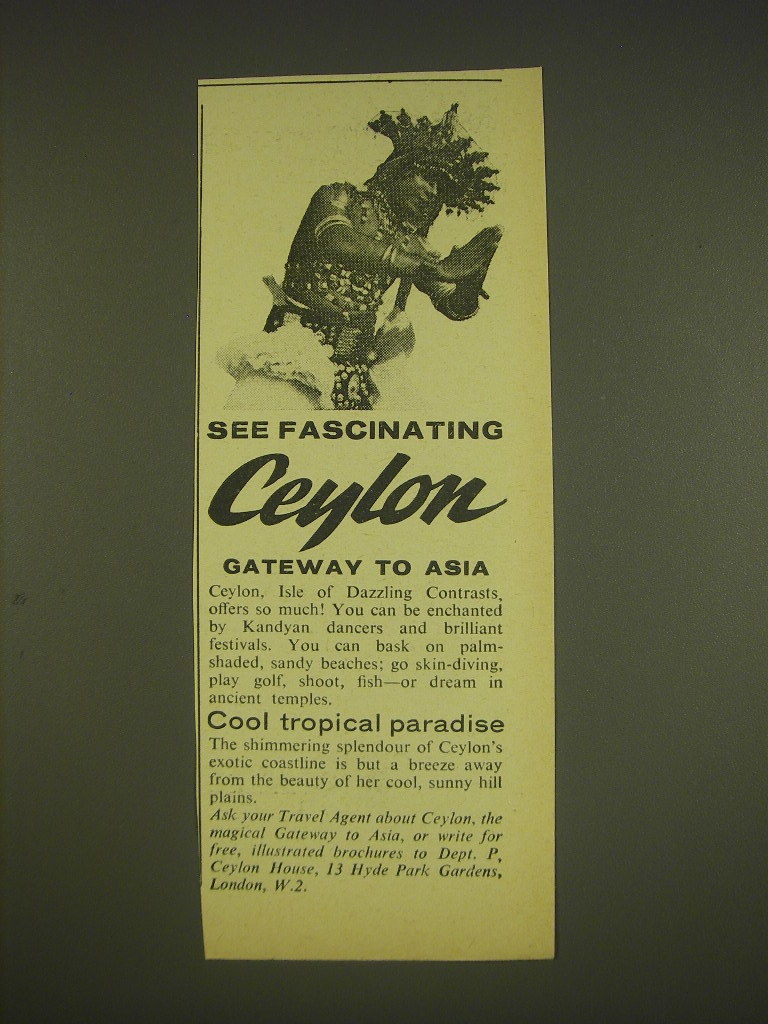 SEE FASCINATING
Ceylon
GATEWAY TO ASIA
Ceylon, Isle of Dazzling Contrasts,
offers so much! You can be enchanted
by Kandyan dancers and brilliant
festivals. You can bask on palm-
shaded, sandy beaches; go skin-diving,
play golf, shoot, fish—or dream in
ancient temples.
Cool tropical paradise
The shimmering splendour of Ceylon's
exotic coastline is but a breeze away
from the beauty of her cool, sunny hill
plains.
Ask your Travel Agent about Ceylon, the
magical Gateway to Asia, or write for
free, illustrated brochures to Dept. P,
Ceylon House, 13 Hyde Park Gardens,
London, W.2.